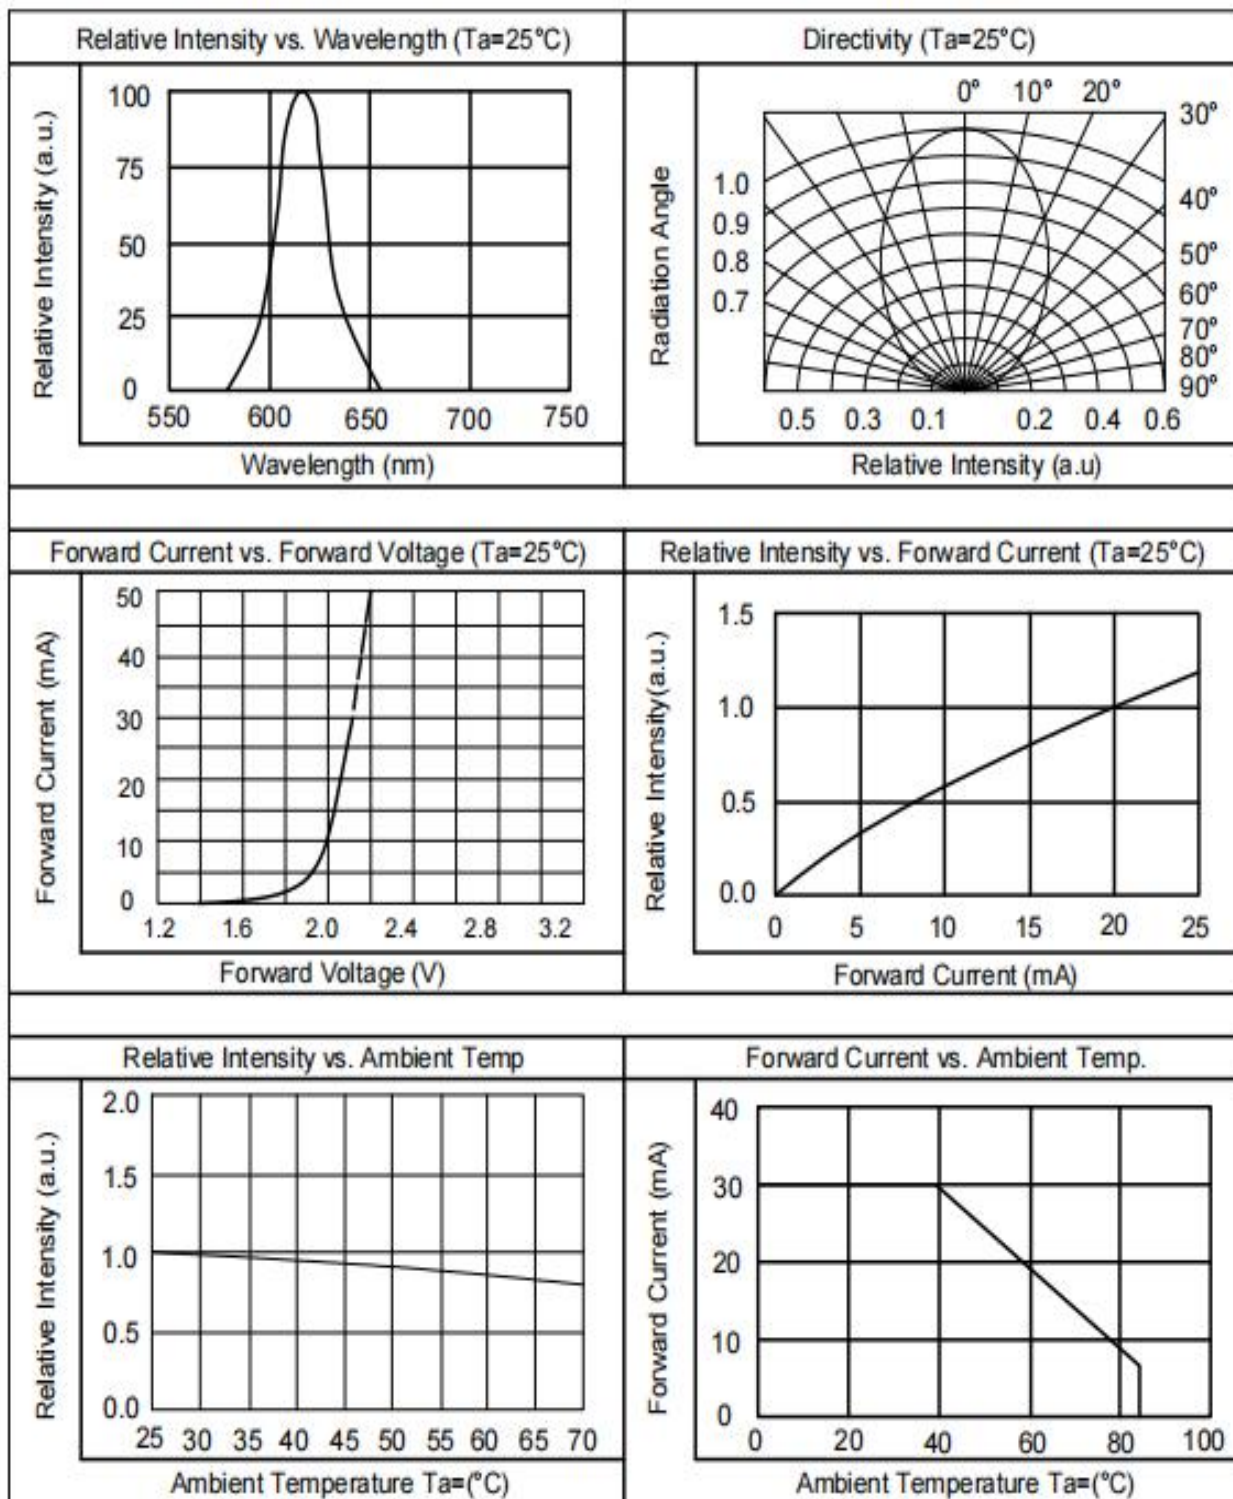 Relative Intensity vs. Wavelength (Ta=25°C)
Relative Intensity (a.u.)
100
75
50
25
0
550 600 650 700 750
Wavelength (nm)
Directivity (Ta=25°C)
Radiation Angle
0° 10° 20°
30°
40°
50°
60°
70°
80°
90°
1.0
0.9
0.8
0.7
0.5 0.3 0.1 0.2 0.4 0.6
Relative Intensity (a.u)
Forward Current vs. Forward Voltage (Ta=25°C)
Forward Current (mA)
50
40
30
20
10
0
1.2 1.6 2.0 2.4 2.8 3.2
Forward Voltage (V)
Relative Intensity vs. Forward Current (Ta=25°C)
Relative Intensity(a.u.)
1.5
1.0
0.5
0.0
0 5 10 15 20 25
Forward Current (mA)
Relative Intensity vs. Ambient Temp
Relative Intensity (a.u.)
2.0
1.5
1.0
0.5
0.0
25 30 35 40 45 50 55 60 65 70
Ambient Temperature Ta=(°C)
Forward Current vs. Ambient Temp.
Forward Current (mA)
40
30
20
10
0
0 20 40 60 80 100
Ambient Temperature Ta=(°C)